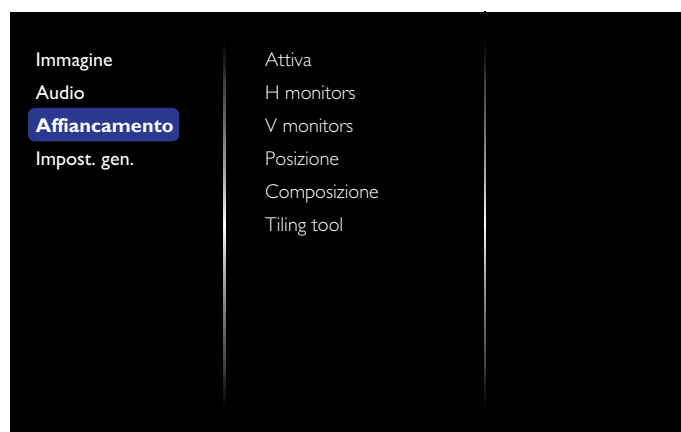 Immagine
Audio
Affiancamento
Impost. gen.
Attiva
H monitors
V monitors
Posizione
Composizione
Tiling tool